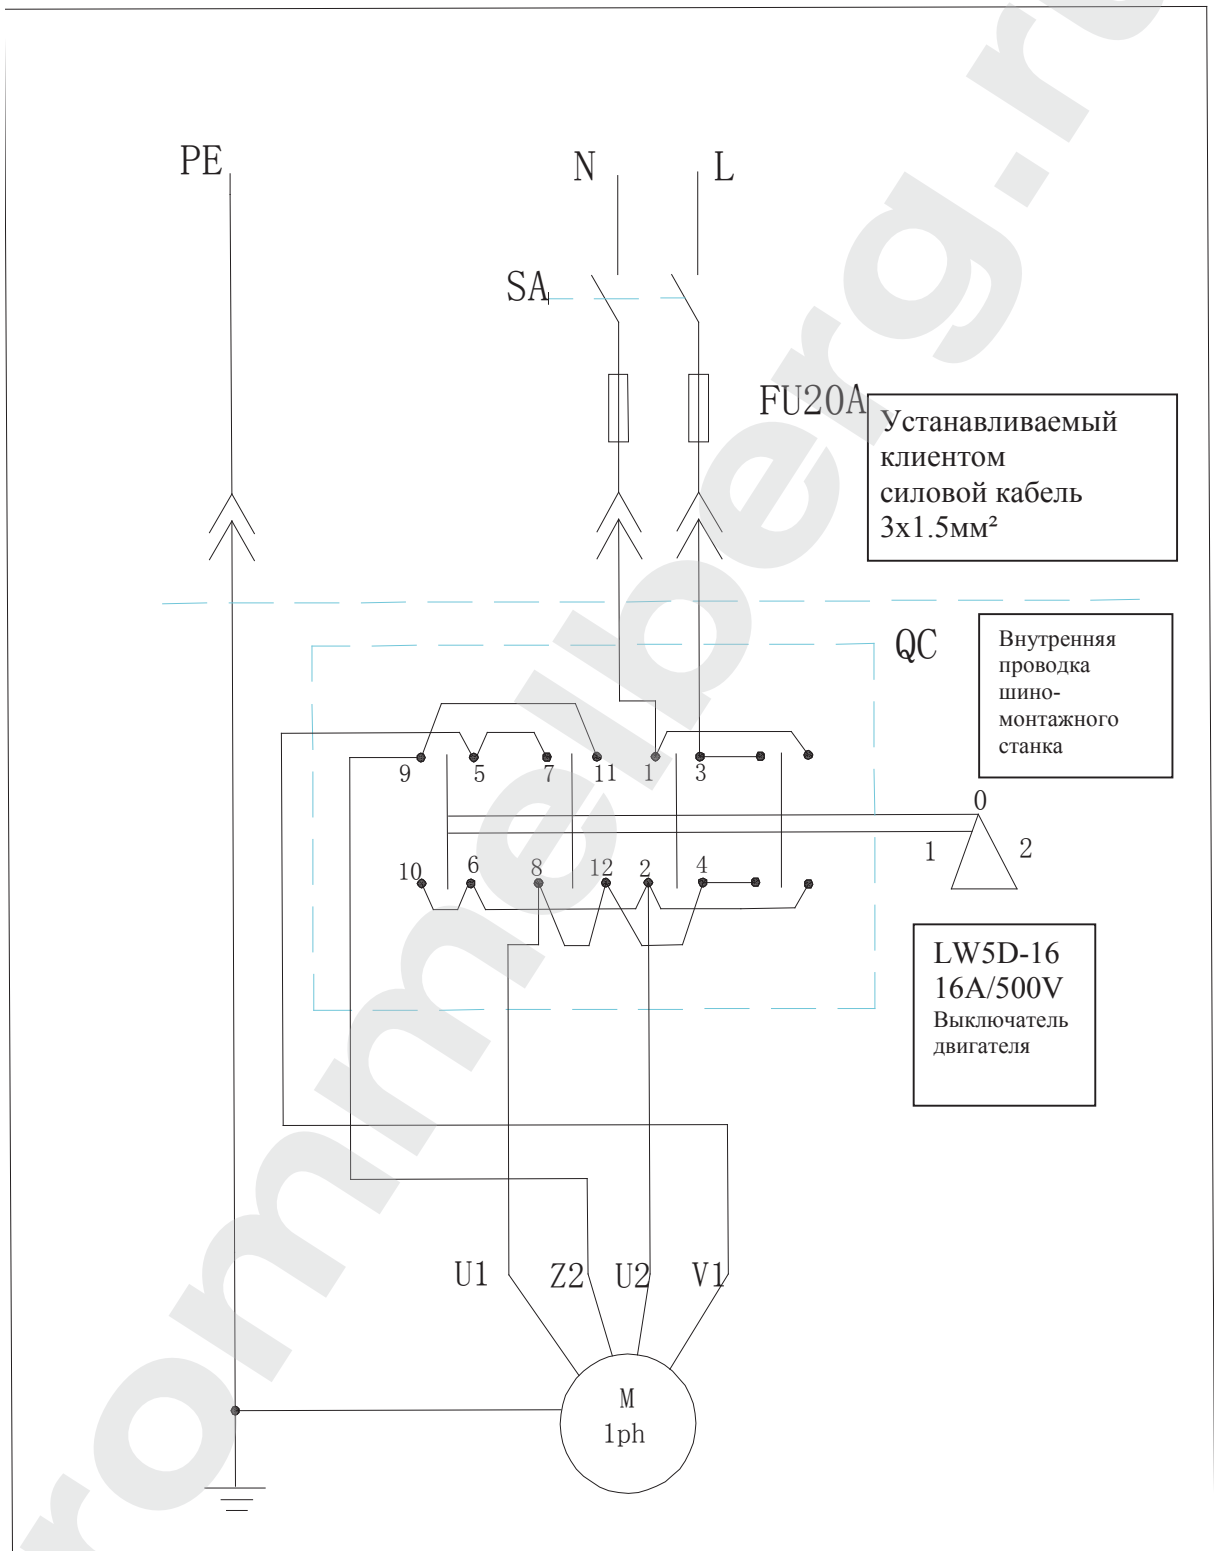 PE
N
L
SA
FU20A
Устанавливаемый
клиентом
силовой кабель
3x1.5мм²
QC
Внутренняя
проводка
шино-
монтажного
станка
9
5
7
11
1
3
0
1
2
10
6
8
12
2
4
LW5D-16
16A/500V
Выключатель
двигателя
U1
Z2
U2
V1
M
1ph
rommelberg.ru